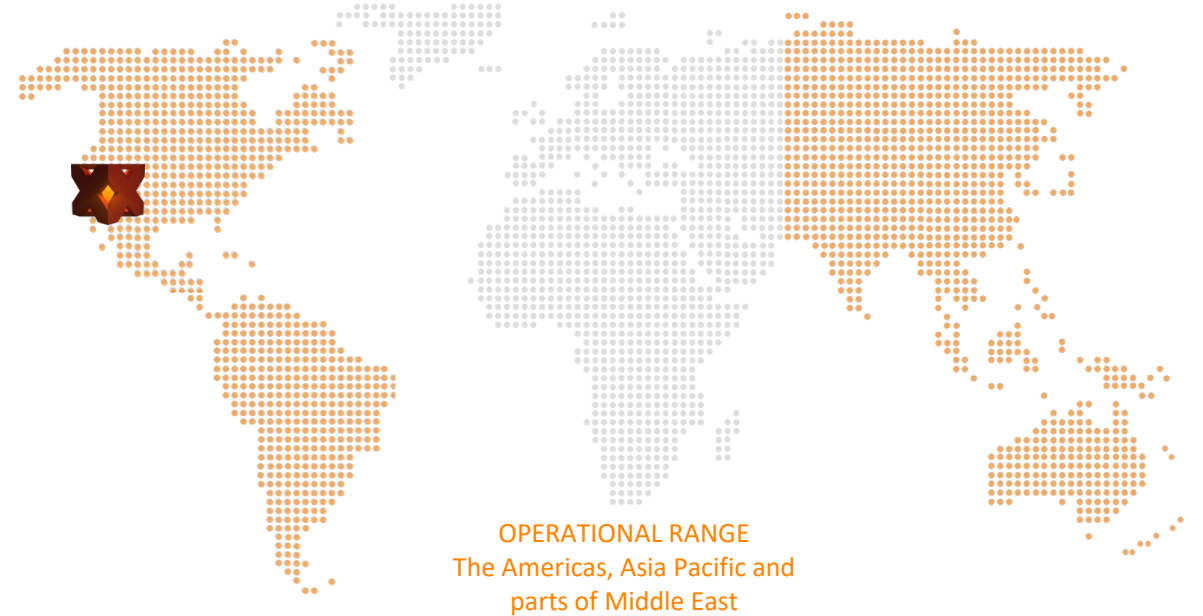 OPERATIONAL RANGE
The Americas, Asia Pacific and
parts of Middle East